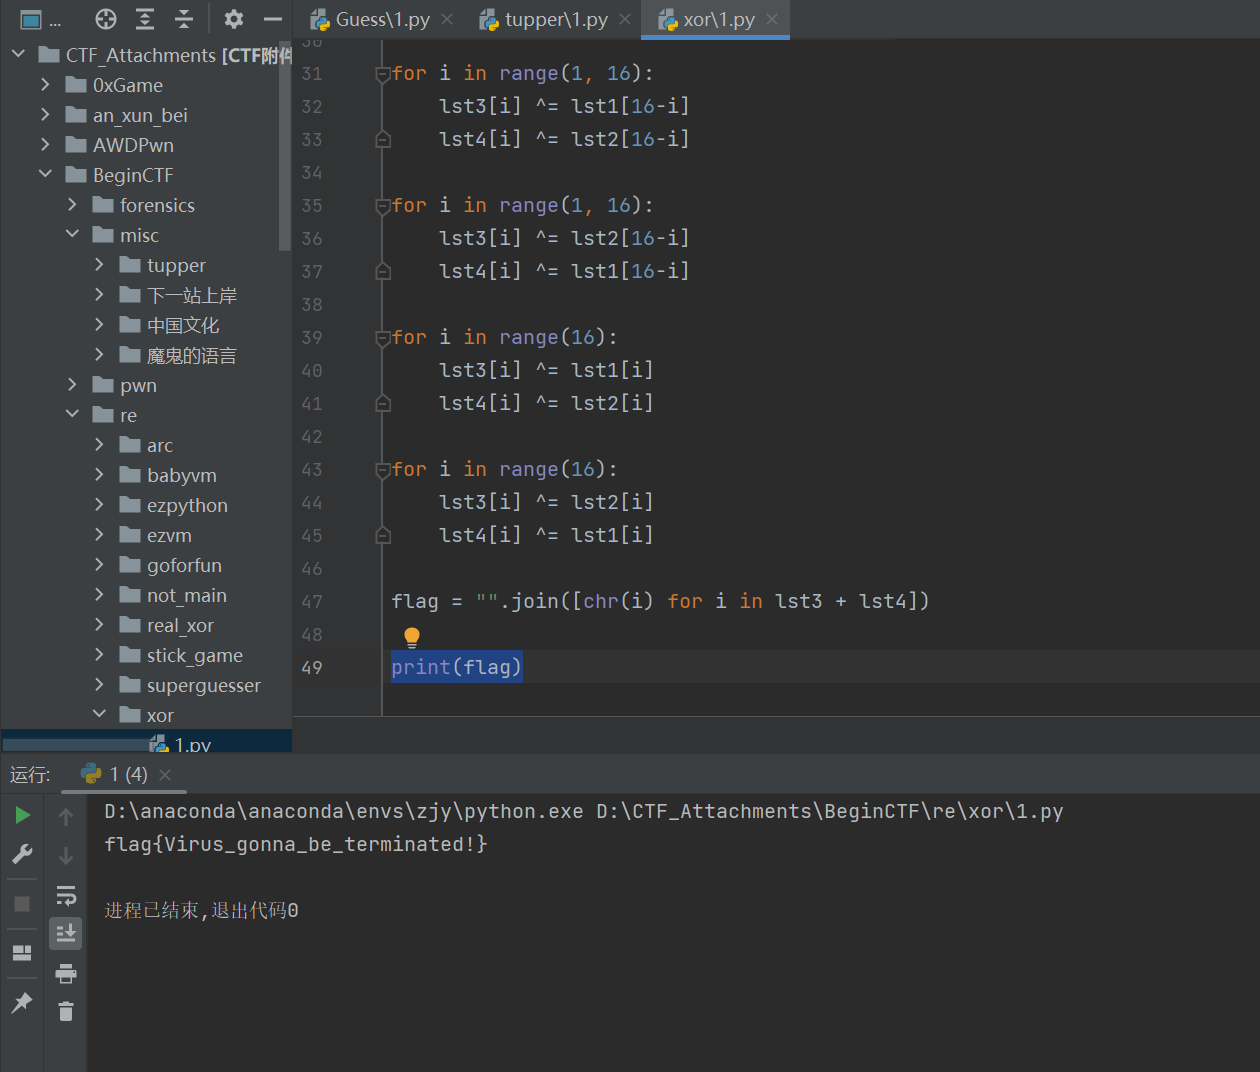 ...
Guess\1.py
tupper\1.py
xor\1.py
CTF_Attachments [CTF附件
0xGame
an_xun_bei
AWDPwn
BeginCTF
forensics
misc
tupper
下一站上岸
中国文化
魔鬼的语言
pwn
re
arc
babyvm
ezpython
ezvm
goforfun
not_main
real_xor
stick_game
superguesser
xor
1.py
30
31 for i in range(1, 16):
32     lst3[i] ^= lst1[16-i]
33     lst4[i] ^= lst2[16-i]
34
35 for i in range(1, 16):
36     lst3[i] ^= lst2[16-i]
37     lst4[i] ^= lst1[16-i]
38
39 for i in range(16):
40     lst3[i] ^= lst1[i]
41     lst4[i] ^= lst2[i]
42
43 for i in range(16):
44     lst3[i] ^= lst2[i]
45     lst4[i] ^= lst1[i]
46
47 flag = "".join([chr(i) for i in lst3 + lst4])
48
49 print(flag)
运行:
1 (4)
D:\anaconda\anaconda\envs\zjy\python.exe D:\CTF_Attachments\BeginCTF\re\xor\1.py
flag{Virus_gonna_be_terminated!}
进程已结束,退出代码0